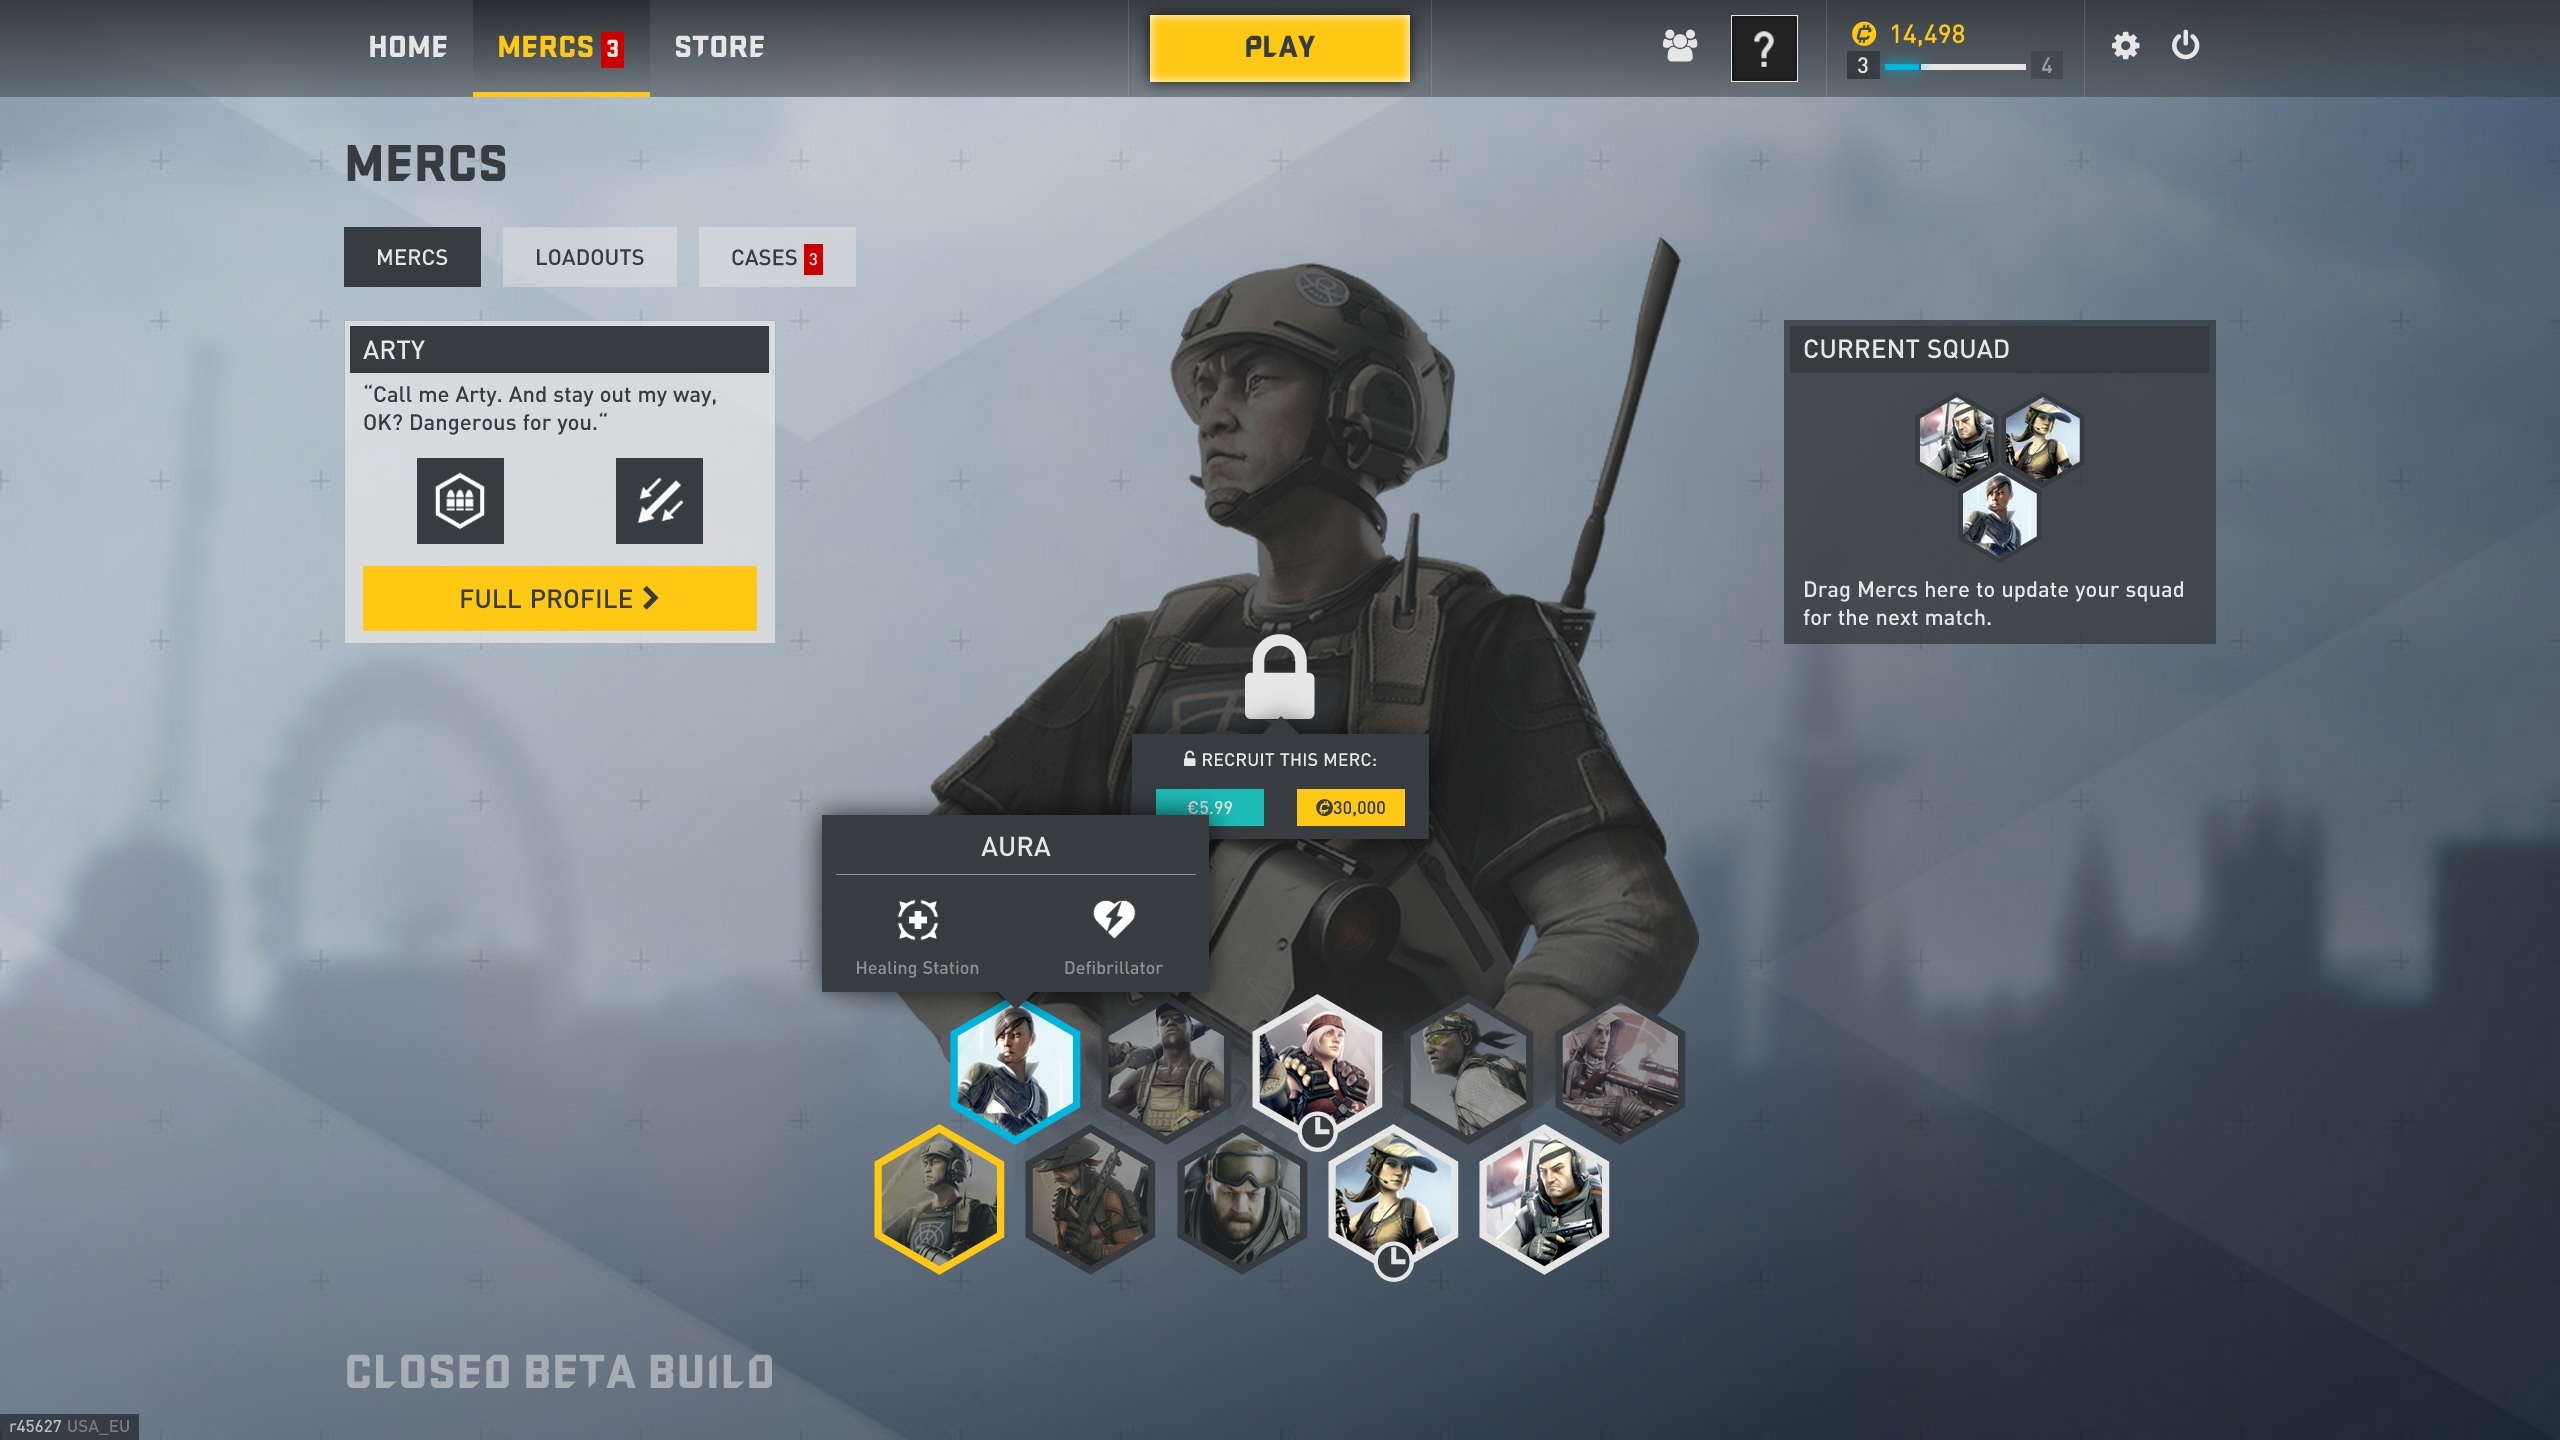 HOME
MERCS 3
STORE
PLAY
?
14,498
3
4
MERCS
MERCS
LOADOUTS
CASES 3
ARTY
“Call me Arty. And stay out my way,
OK? Dangerous for you.“
FULL PROFILE
CURRENT SQUAD
Drag Mercs here to update your squad
for the next match.
RECRUIT THIS MERC:
€5.99
30,000
AURA
Healing Station
Defibrillator
CLOSED BETA BUILD
r45627 USA_EU